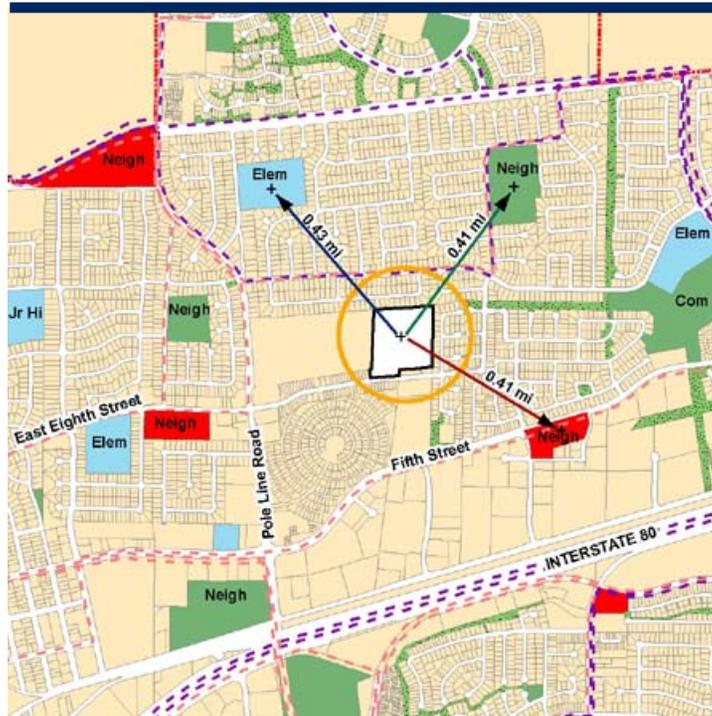 Neigh
Elem
Neigh
0.43 mi
0.41 mi
Elem
Com
Jr Hi
Neigh
0.41 mi
East Eighth Street
Neigh
Elem
Neigh
Fifth Street
Pole Line Road
INTERSTATE 80
Neigh